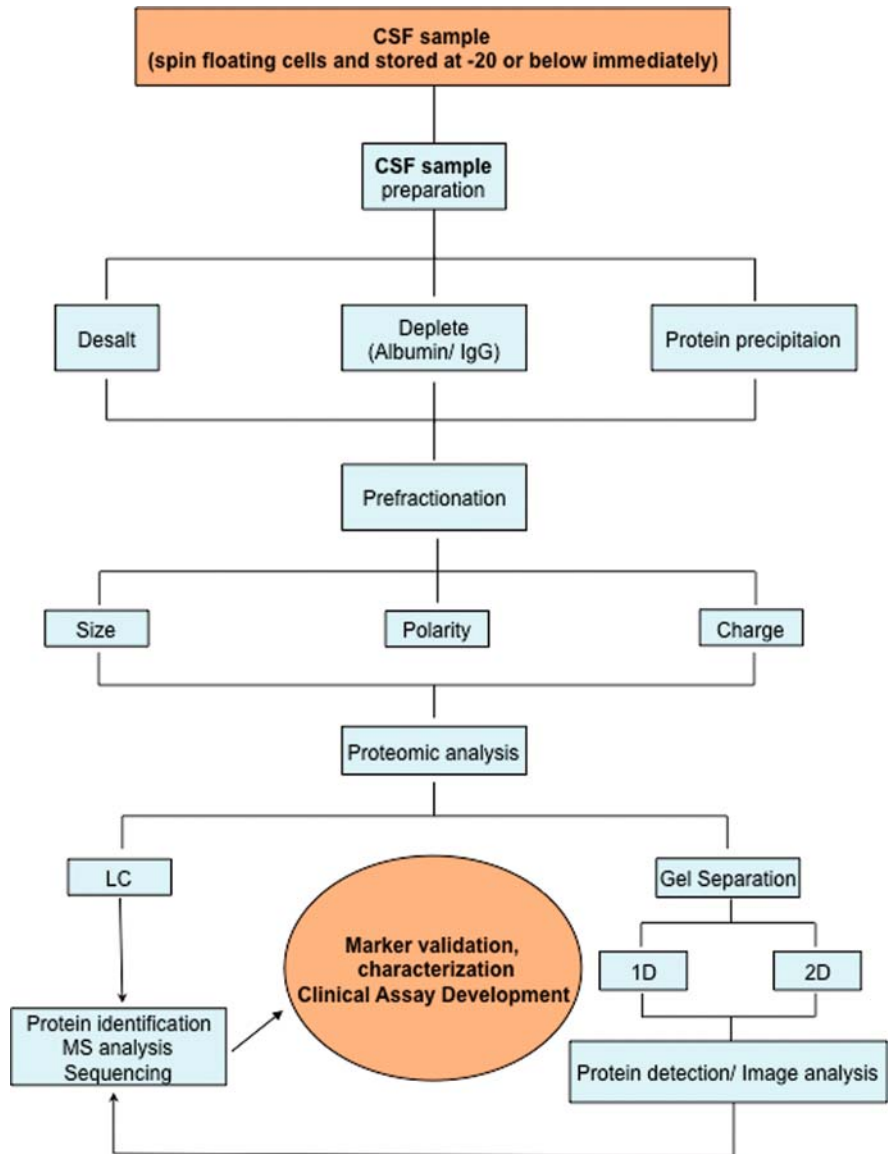 CSF sample
(spin floating cells and stored at -20 or below immediately)
CSF sample
preparation
Desalt
Deplete
(Albumin/ IgG)
Protein precipitaion
Prefractionation
Size
Polarity
Charge
Proteomic analysis
LC
Gel Separation
Marker validation,
characterization
Clinical Assay Development
1D
2D
Protein identification
MS analysis
Sequencing
Protein detection/ Image analysis